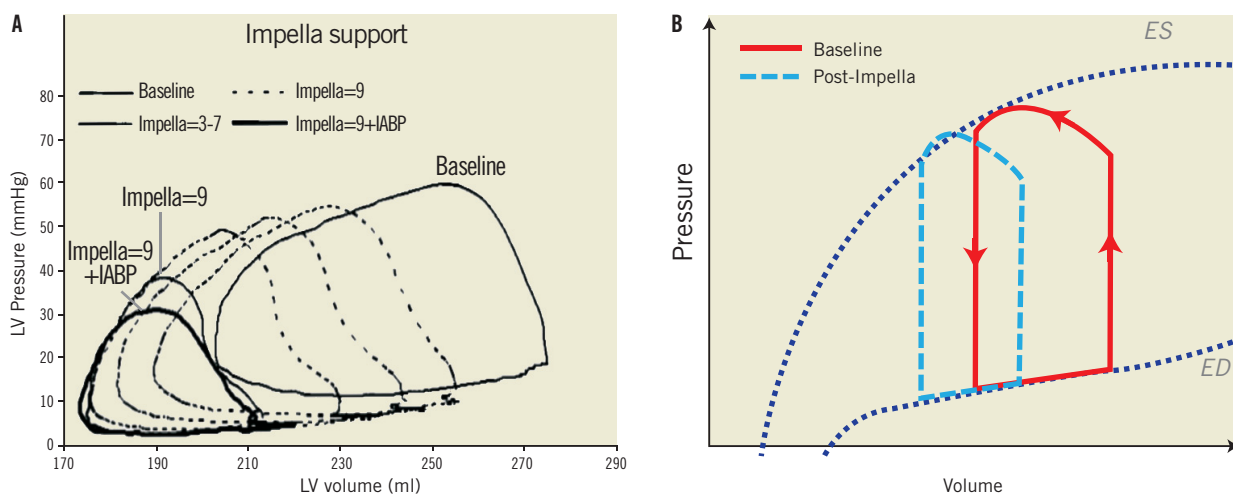 A
Impella support
Baseline
Impella=9
Impella=3-7
Impella=9+IABP
Baseline
Impella=9
Impella=9
+IABP
LV Pressure (mmHg)
80
70
60
50
40
30
20
10
0
170
190
210
230
250
270
290
LV volume (ml)
B
ES
Baseline
Post-Impella
Pressure
ED
Volume